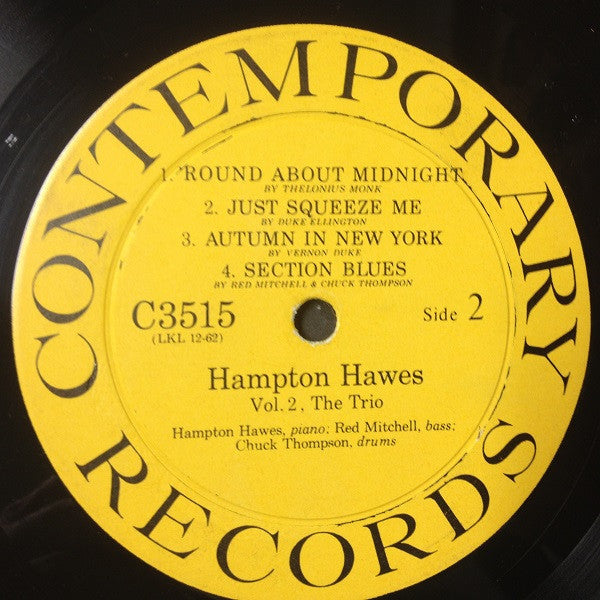 CONTEMPORARY
1. 'ROUND ABOUT MIDNIGHT
BY THELONIUS MONK
2. JUST SQUEEZE ME
BY DUKE ELLINGTON
3. AUTUMN IN NEW YORK
BY VERNON DUKE
4. SECTION BLUES
BY RED MITCHELL & CHUCK THOMPSON
C3515
(LKL 12-62)
Side 2
Hampton Hawes
Vol. 2, The Trio
Hampton Hawes, piano; Red Mitchell, bass;
Chuck Thompson, drums
RECORDS